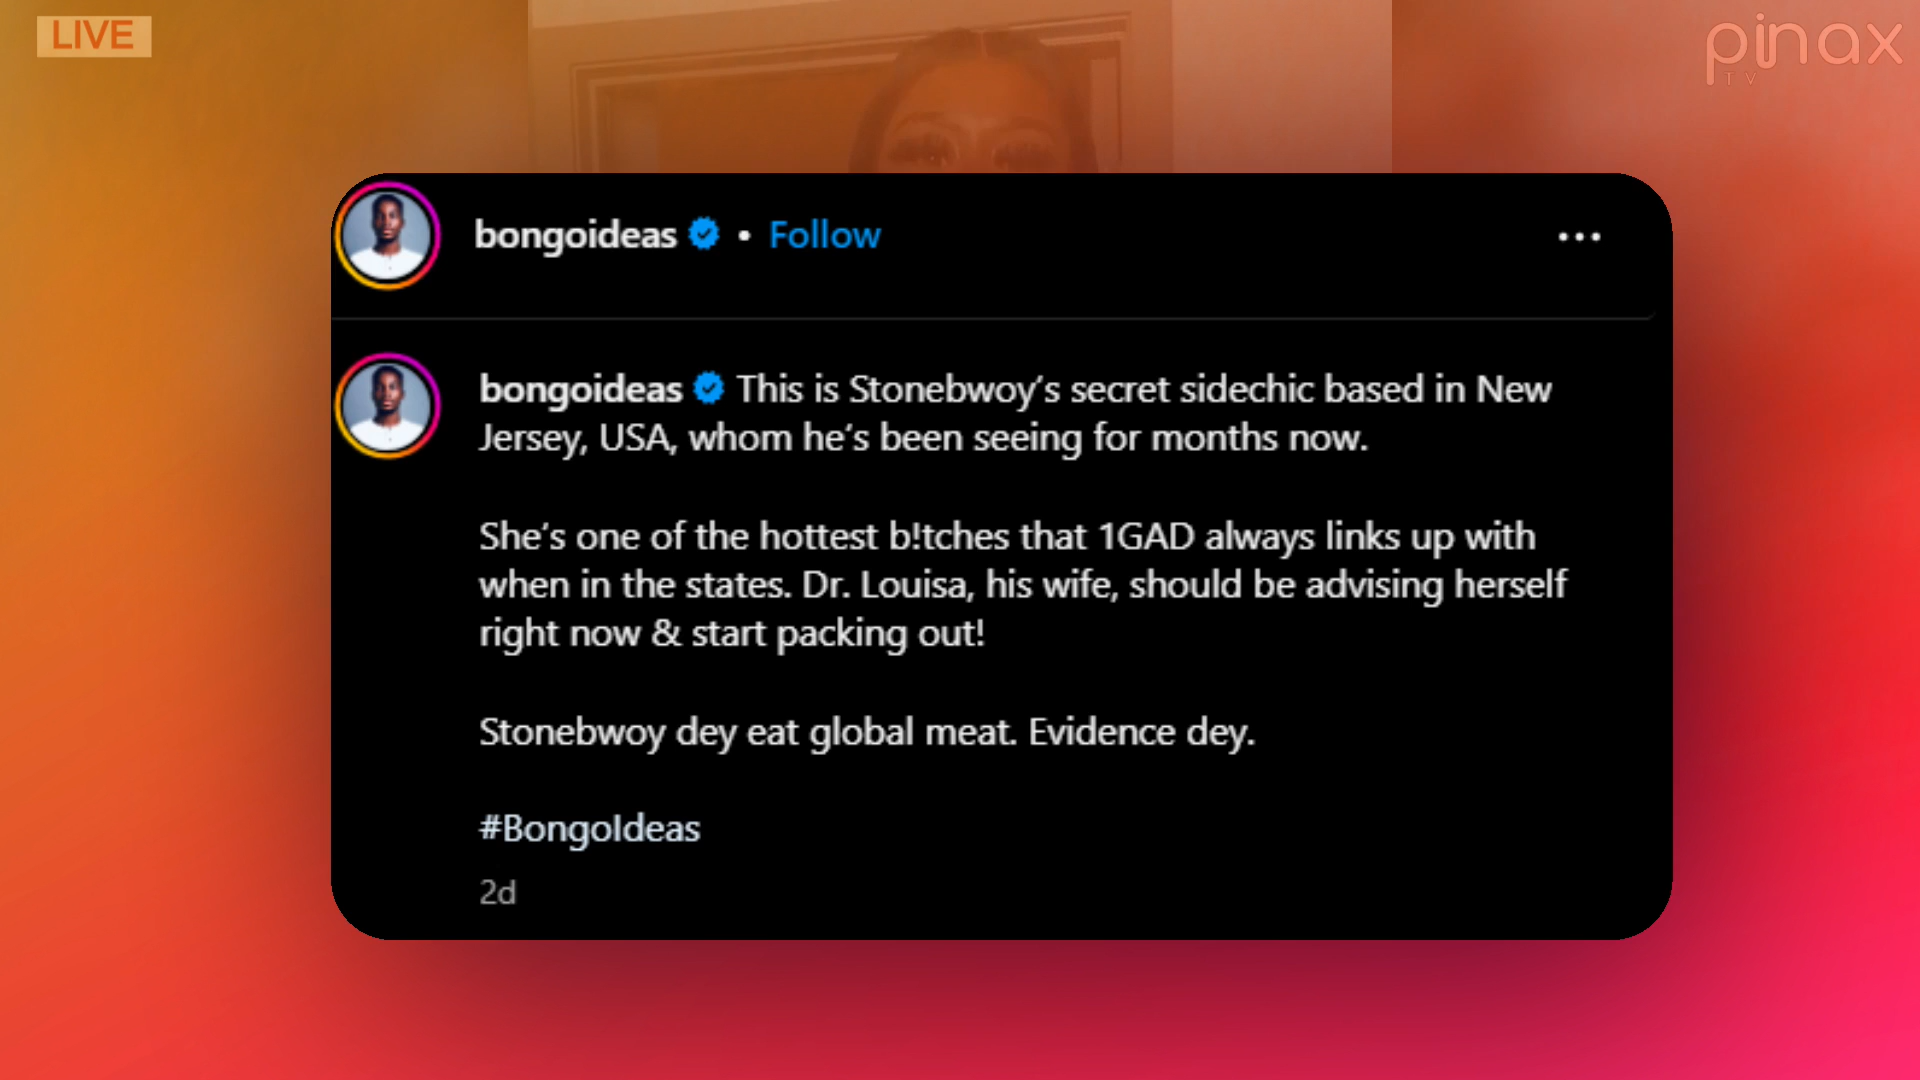 LIVE
pinax
TV
bongoideas • Follow
bongoideas This is Stonebwoy's secret sidechic based in New
Jersey, USA, whom he's been seeing for months now.
She's one of the hottest b!tches that 1GAD always links up with
when in the states. Dr. Louisa, his wife, should be advising herself
right now & start packing out!
Stonebwoy dey eat global meat. Evidence dey.
#BongoIdeas
2d